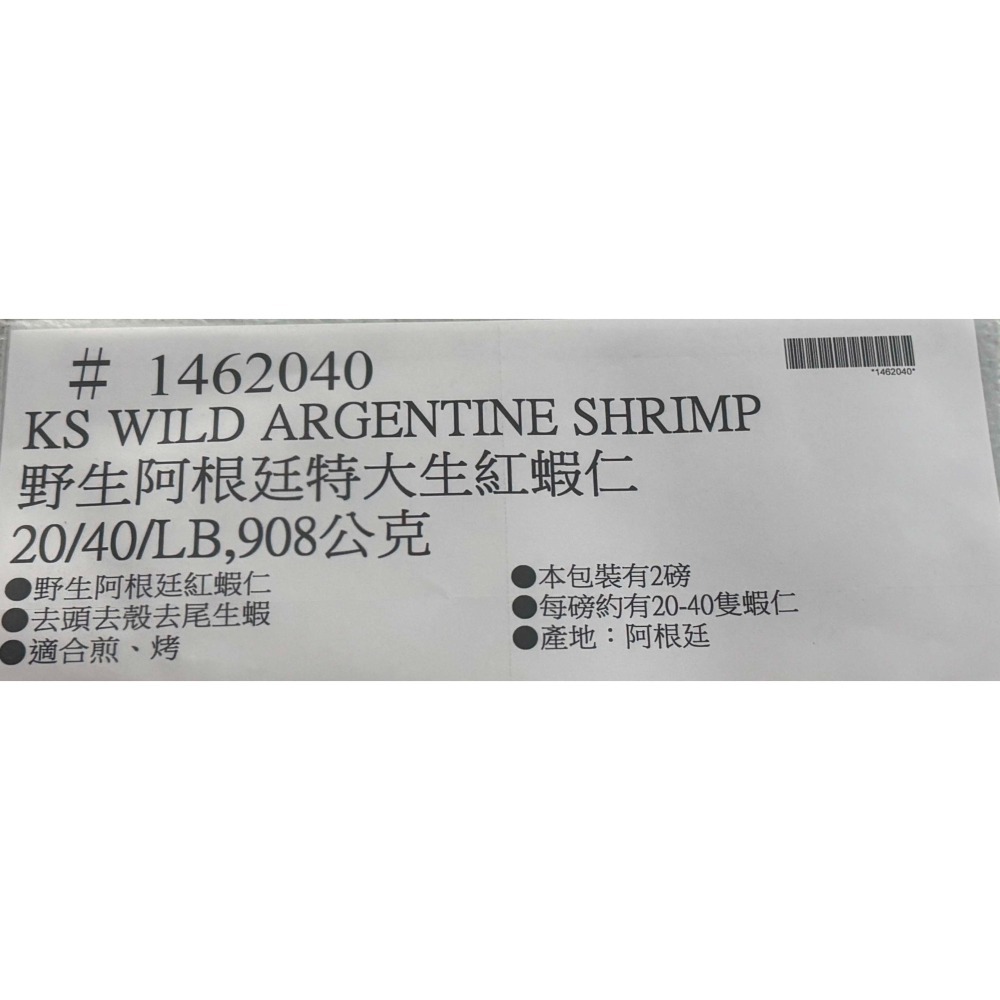 # 1462040
*1462040*
KS WILD ARGENTINE SHRIMP
野生阿根廷特大生紅蝦仁
20/40/LB,908公克
●野生阿根廷紅蝦仁
●去頭去殼去尾生蝦
●適合煎、烤
●本包裝有2磅
●每磅約有20-40隻蝦仁
●產地：阿根廷